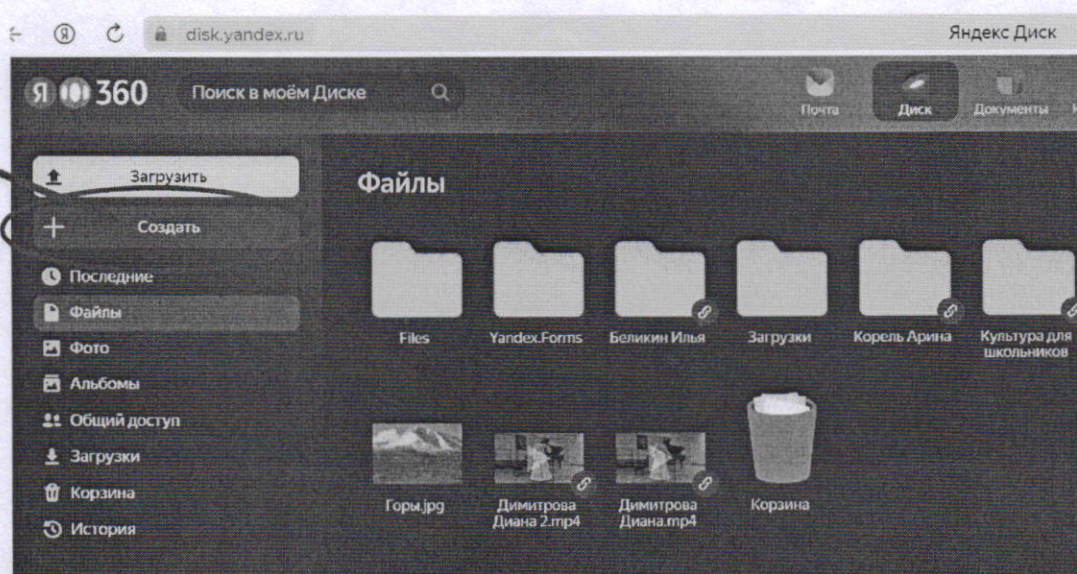 disk.yandex.ru
Яндекс Диск
Я 360
Поиск в моём Диске
Почта
Диск
Документы
Загрузить
Создать
Последние
Файлы
Фото
Альбомы
Общий доступ
Загрузки
Корзина
История
Файлы
Files
Yandex.Forms
Беликин Илья
Загрузки
Корель Арина
Культура для
школьников
Горы.jpg
Димитрова
Диана 2.mp4
Димитрова
Диана.mp4
Корзина